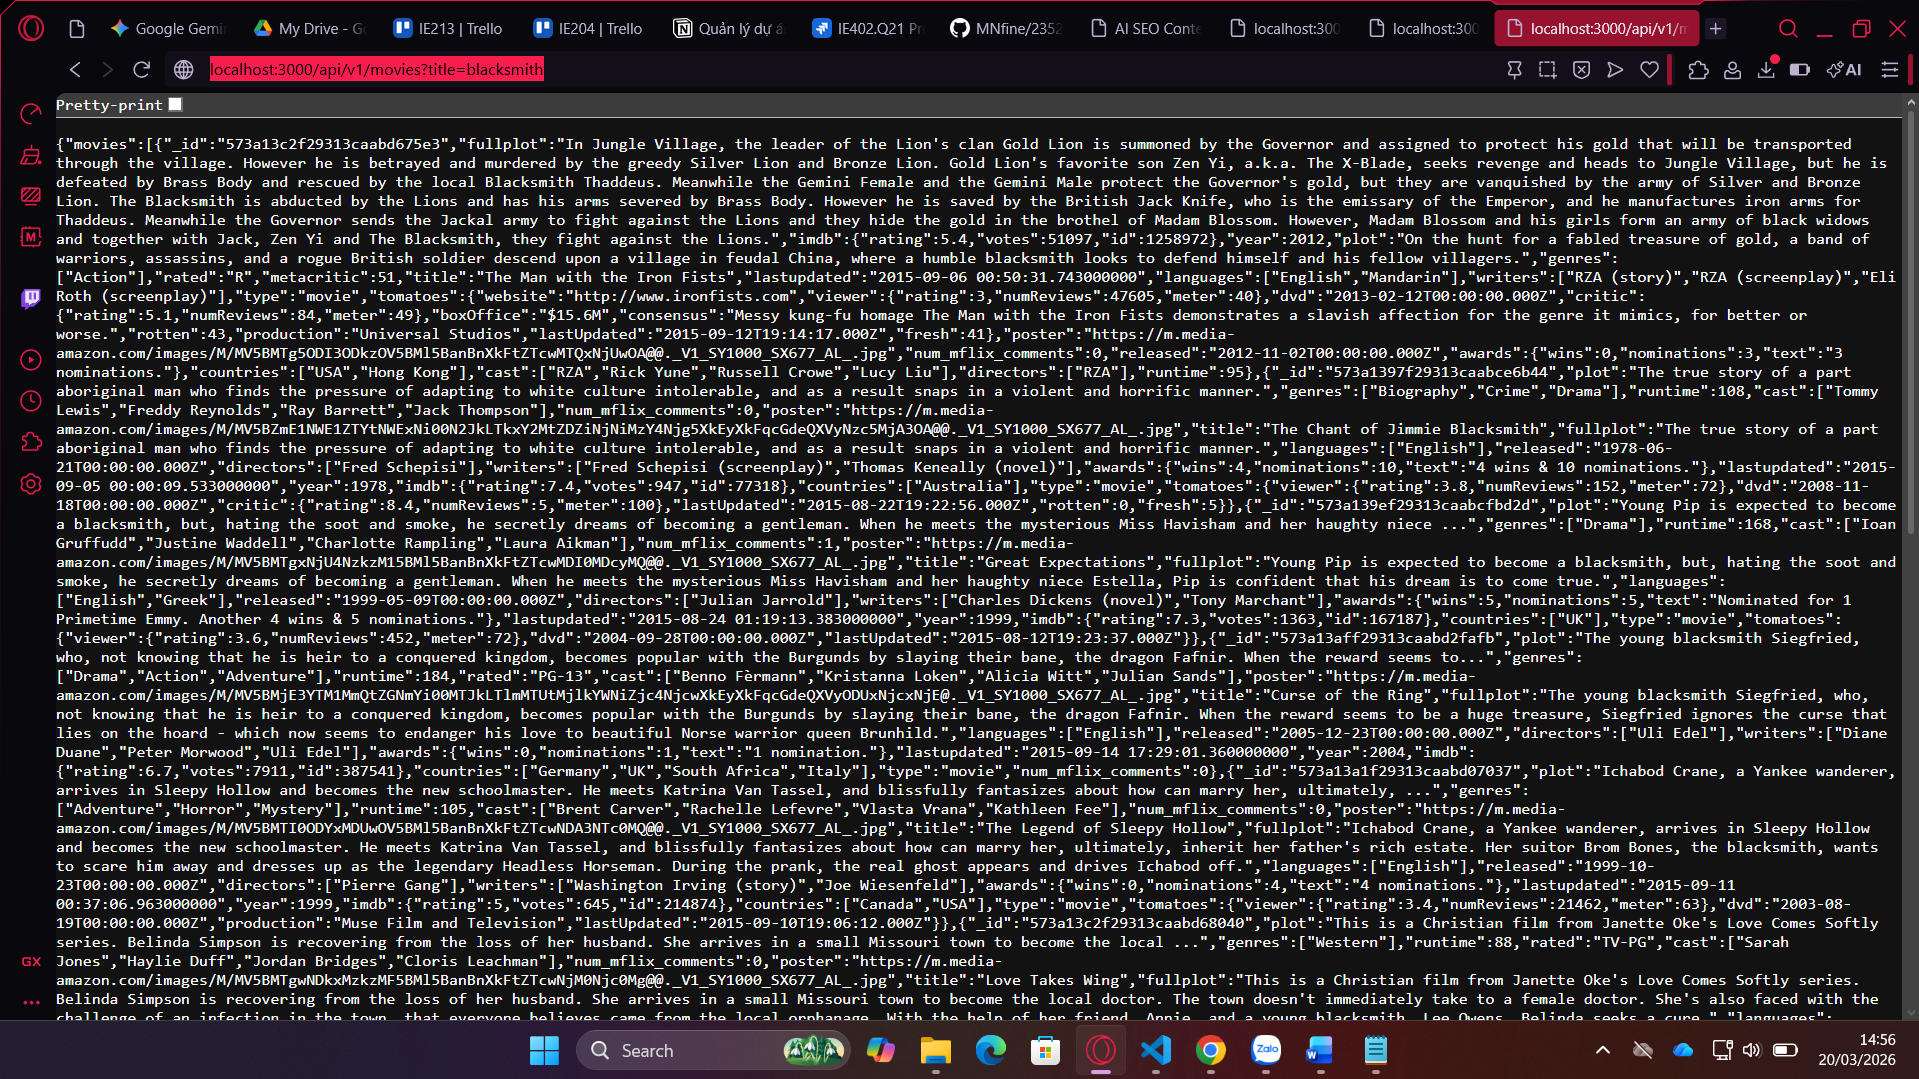 Google Gemi
My Drive - Go
IE213 | Trello
IE204 | Trello
Quản lý dự á
IE402.Q21 Pr
MNfine/2352
AI SEO Conte
localhost:300
localhost:300
localhost:3000/api/v1/m
localhost:3000/api/v1/movies?title=blacksmith
AI
Pretty-print
{"movies":[{"_id":"573a13c2f29313caabd675e3","fullplot":"In Jungle Village, the leader of the Lion's clan Gold Lion is summoned by the Governor and assigned to protect his gold that will be transported
through the village. However he is betrayed and murdered by the greedy Silver Lion and Bronze Lion. Gold Lion's favorite son Zen Yi, a.k.a. The X-Blade, seeks revenge and heads to Jungle Village, but he is
defeated by Brass Body and rescued by the local Blacksmith Thaddeus. Meanwhile the Gemini Female and the Gemini Male protect the Governor's gold, but they are vanquished by the army of Silver and Bronze
Lion. The Blacksmith is abducted by the Lions and has his arms severed by Brass Body. However he is saved by the British Jack Knife, who is the emissary of the Emperor, and he manufactures iron arms for
Thaddeus. Meanwhile the Governor sends the Jackal army to fight against the Lions and they hide the gold in the brothel of Madam Blossom. However, Madam Blossom and his girls form an army of black widows
and together with Jack, Zen Yi and The Blacksmith, they fight against the Lions.","imdb":{"rating":5.4,"votes":51097,"id":1258972},"year":2012,"plot":"On the hunt for a fabled treasure of gold, a band of
warriors, assassins, and a rogue British soldier descend upon a village in feudal China, where a humble blacksmith looks to defend himself and his fellow villagers.","genres":
["Action"],"rated":"R","metacritic":51,"title":"The Man with the Iron Fists","lastupdated":"2015-09-06 00:50:31.743000000","languages":["English","Mandarin"],"writers":["RZA (story)","RZA (screenplay)","Eli
Roth (screenplay)"],"type":"movie","tomatoes":{"website":"http://www.ironfists.com","viewer":{"rating":3,"numReviews":47605,"meter":40},"dvd":"2013-02-12T00:00:00.000Z","critic":
{"rating":5.1,"numReviews":84,"meter":49},"boxOffice":"$15.6M","consensus":"Messy kung-fu homage The Man with the Iron Fists demonstrates a slavish affection for the genre it mimics, for better or
worse.","rotten":43,"production":"Universal Studios","lastUpdated":"2015-09-12T19:14:17.000Z","fresh":41},"poster":"https://m.media-
amazon.com/images/M/MV5BMTg5ODI3ODkzOV5BMl5BanBnXkFtZTcwMTQxNjUwOA@@._V1_SY1000_SX677_AL_.jpg","num_mflix_comments":0,"released":"2012-11-02T00:00:00.000Z","awards":{"wins":0,"nominations":3,"text":"3
nominations."},"countries":["USA","Hong Kong"],"cast":["RZA","Rick Yune","Russell Crowe","Lucy Liu"],"directors":["RZA"],"runtime":95},{"_id":"573a1397f29313caabce6b44","plot":"The true story of a part
aboriginal man who finds the pressure of adapting to white culture intolerable, and as a result snaps in a violent and horrific manner.","genres":["Biography","Crime","Drama"],"runtime":108,"cast":["Tommy
Lewis","Freddy Reynolds","Ray Barrett","Jack Thompson"],"num_mflix_comments":0,"poster":"https://m.media-
amazon.com/images/M/MV5BZmE1NWE1ZTYtNWExNi00N2JkLTkxY2MtZDZiNjNiMzY4Njg5XkEyXkFqcGdeQXVyNzc5MjA3OA@@._V1_SY1000_SX677_AL_.jpg","title":"The Chant of Jimmie Blacksmith","fullplot":"The true story of a part
aboriginal man who finds the pressure of adapting to white culture intolerable, and as a result snaps in a violent and horrific manner.","languages":["English"],"released":"1978-06-
21T00:00:00.000Z","directors":["Fred Schepisi"],"writers":["Fred Schepisi (screenplay)","Thomas Keneally (novel)"],"awards":{"wins":4,"nominations":10,"text":"4 wins & 10 nominations."},"lastupdated":"2015-
09-05 00:00:09.533000000","year":1978,"imdb":{"rating":7.4,"votes":947,"id":77318},"countries":["Australia"],"type":"movie","tomatoes":{"viewer":{"rating":3.8,"numReviews":152,"meter":72},"dvd":"2008-11-
18T00:00:00.000Z","critic":{"rating":8.4,"numReviews":5,"meter":100},"lastUpdated":"2015-08-22T19:22:56.000Z","rotten":0,"fresh":5}},{"_id":"573a139ef29313caabcfbd2d","plot":"Young Pip is expected to become
a blacksmith, but, hating the soot and smoke, he secretly dreams of becoming a gentleman. When he meets the mysterious Miss Havisham and her haughty niece ...","genres":["Drama"],"runtime":168,"cast":["Ioan
Gruffudd","Justine Waddell","Charlotte Rampling","Laura Aikman"],"num_mflix_comments":1,"poster":"https://m.media-
amazon.com/images/M/MV5BMTgxNjU4NzkzM15BMl5BanBnXkFtZTcwMDI0MDcyMQ@@._V1_SY1000_SX677_AL_.jpg","title":"Great Expectations","fullplot":"Young Pip is expected to become a blacksmith, but, hating the soot and
smoke, he secretly dreams of becoming a gentleman. When he meets the mysterious Miss Havisham and her haughty niece Estella, Pip is confident that his dream is to come true.","languages":
["English","Greek"],"released":"1999-05-09T00:00:00.000Z","directors":["Julian Jarrold"],"writers":["Charles Dickens (novel)","Tony Marchant"],"awards":{"wins":5,"nominations":5,"text":"Nominated for 1
Primetime Emmy. Another 4 wins & 5 nominations."},"lastupdated":"2015-08-24 01:19:13.383000000","year":1999,"imdb":{"rating":7.3,"votes":1363,"id":167187},"countries":["UK"],"type":"movie","tomatoes":
{"viewer":{"rating":3.6,"numReviews":452,"meter":72},"dvd":"2004-09-28T00:00:00.000Z","lastUpdated":"2015-08-12T19:23:37.000Z"}},{"_id":"573a13aff29313caabd2fafb","plot":"The young blacksmith Siegfried,
who, not knowing that he is heir to a conquered kingdom, becomes popular with the Burgunds by slaying their bane, the dragon Fafnir. When the reward seems to...","genres":
["Drama","Action","Adventure"],"runtime":184,"rated":"PG-13","cast":["Benno Fèrmann","Kristanna Loken","Alicia Witt","Julian Sands"],"poster":"https://m.media-
amazon.com/images/M/MV5BMjE3YTM1MmQtZGNmYi00MTJkLTlmMTUtMjlkYWNiZjc4NjcwXkEyXkFqcGdeQXVyODUxNjcxNjE@._V1_SY1000_SX677_AL_.jpg","title":"Curse of the Ring","fullplot":"The young blacksmith Siegfried, who,
not knowing that he is heir to a conquered kingdom, becomes popular with the Burgunds by slaying their bane, the dragon Fafnir. When the reward seems to be a huge treasure, Siegfried ignores the curse that
lies on the hoard - which now seems to endanger his love to beautiful Norse warrior queen Brunhild.","languages":["English"],"released":"2005-12-23T00:00:00.000Z","directors":["Uli Edel"],"writers":["Diane
Duane","Peter Morwood","Uli Edel"],"awards":{"wins":0,"nominations":1,"text":"1 nomination."},"lastupdated":"2015-09-14 17:29:01.360000000","year":2004,"imdb":
{"rating":6.7,"votes":7911,"id":387541},"countries":["Germany","UK","South Africa","Italy"],"type":"movie","num_mflix_comments":0},{"_id":"573a13a1f29313caabd07037","plot":"Ichabod Crane, a Yankee wanderer,
arrives in Sleepy Hollow and becomes the new schoolmaster. He meets Katrina Van Tassel, and blissfully fantasizes about how can marry her, ultimately, ...","genres":
["Adventure","Horror","Mystery"],"runtime":105,"cast":["Brent Carver","Rachelle Lefevre","Vlasta Vrana","Kathleen Fee"],"num_mflix_comments":0,"poster":"https://m.media-
amazon.com/images/M/MV5BMTI0ODYxMDUwOV5BMl5BanBnXkFtZTcwNDA3NTc0MQ@@._V1_SY1000_SX677_AL_.jpg","title":"The Legend of Sleepy Hollow","fullplot":"Ichabod Crane, a Yankee wanderer, arrives in Sleepy Hollow
and becomes the new schoolmaster. He meets Katrina Van Tassel, and blissfully fantasizes about how can marry her, ultimately, inherit her father's rich estate. Her suitor Brom Bones, the blacksmith, wants
to scare him away and dresses up as the legendary Headless Horseman. During the prank, the real ghost appears and drives Ichabod off.","languages":["English"],"released":"1999-10-
23T00:00:00.000Z","directors":["Pierre Gang"],"writers":["Washington Irving (story)","Joe Wiesenfeld"],"awards":{"wins":0,"nominations":4,"text":"4 nominations."},"lastupdated":"2015-09-11
00:37:06.963000000","year":1999,"imdb":{"rating":5,"votes":645,"id":214874},"countries":["Canada","USA"],"type":"movie","tomatoes":{"viewer":{"rating":3.4,"numReviews":21462,"meter":63},"dvd":"2003-08-
19T00:00:00.000Z","production":"Muse Film and Television","lastUpdated":"2015-09-10T19:06:12.000Z"}},{"_id":"573a13c2f29313caabd68040","plot":"This is a Christian film from Janette Oke's Love Comes Softly
series. Belinda Simpson is recovering from the loss of her husband. She arrives in a small Missouri town to become the local ...","genres":["Western"],"runtime":88,"rated":"TV-PG","cast":["Sarah
Jones","Haylie Duff","Jordan Bridges","Cloris Leachman"],"num_mflix_comments":0,"poster":"https://m.media-
amazon.com/images/M/MV5BMTgwNDkxMzkzMF5BMl5BanBnXkFtZTcwNjM0Njc0Mg@@._V1_SY1000_SX677_AL_.jpg","title":"Love Takes Wing","fullplot":"This is a Christian film from Janette Oke's Love Comes Softly series.
Belinda Simpson is recovering from the loss of her husband. She arrives in a small Missouri town to become the local doctor. The town doesn't immediately take to a female doctor. She's also faced with the
challenge of an infection in the town, that everyone believes came from the local orphanage. With the help of her friend, Annie, and a young blacksmith, Lee Owens, Belinda seeks a cure.","languages":
GX
Search
Zalo
14:56
20/03/2026